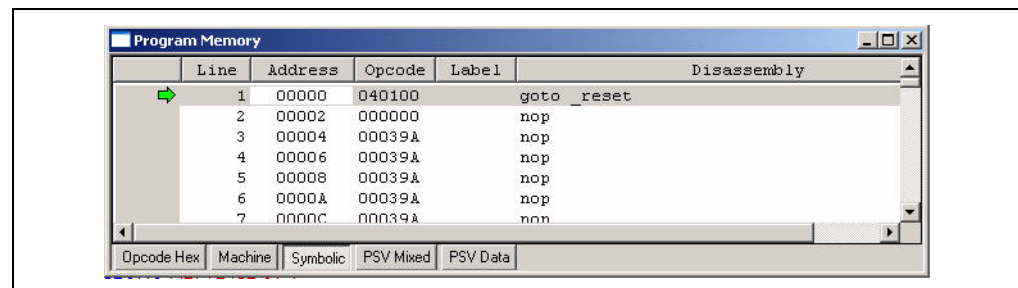 Program Memory
Line Address Opcode Label Disassembly
1 00000 040100 goto _reset
2 00002 000000 nop
3 00004 00039A nop
4 00006 00039A nop
5 00008 00039A nop
6 0000A 00039A nop
7 0000C 00039A nop
Opcode Hex Machine Symbolic PSV Mixed PSV Data